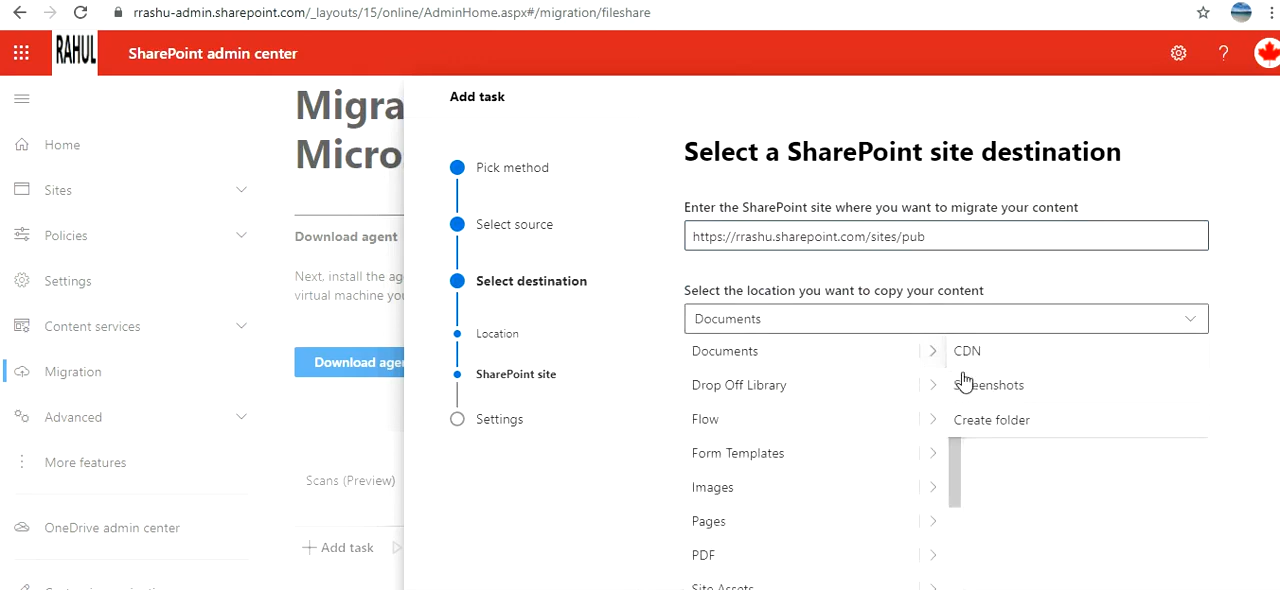 rrashu-admin.sharepoint.com/_layouts/15/online/AdminHome.aspx#/migration/fileshare
RAHUL
SharePoint admin center
?
Home
Sites
Policies
Settings
Content services
Migration
Advanced
More features
OneDrive admin center
Migra
Micro
Download agent
Next, install the ag
virtual machine you
Download agen
Scans (Preview)
+ Add task
Add task
Pick method
Select source
Select destination
Location
SharePoint site
Settings
Select a SharePoint site destination
Enter the SharePoint site where you want to migrate your content
https://rrashu.sharepoint.com/sites/pub
Select the location you want to copy your content
Documents
Documents
Drop Off Library
Flow
Form Templates
Images
Pages
PDF
Site Assets
CDN
Screenshots
Create folder